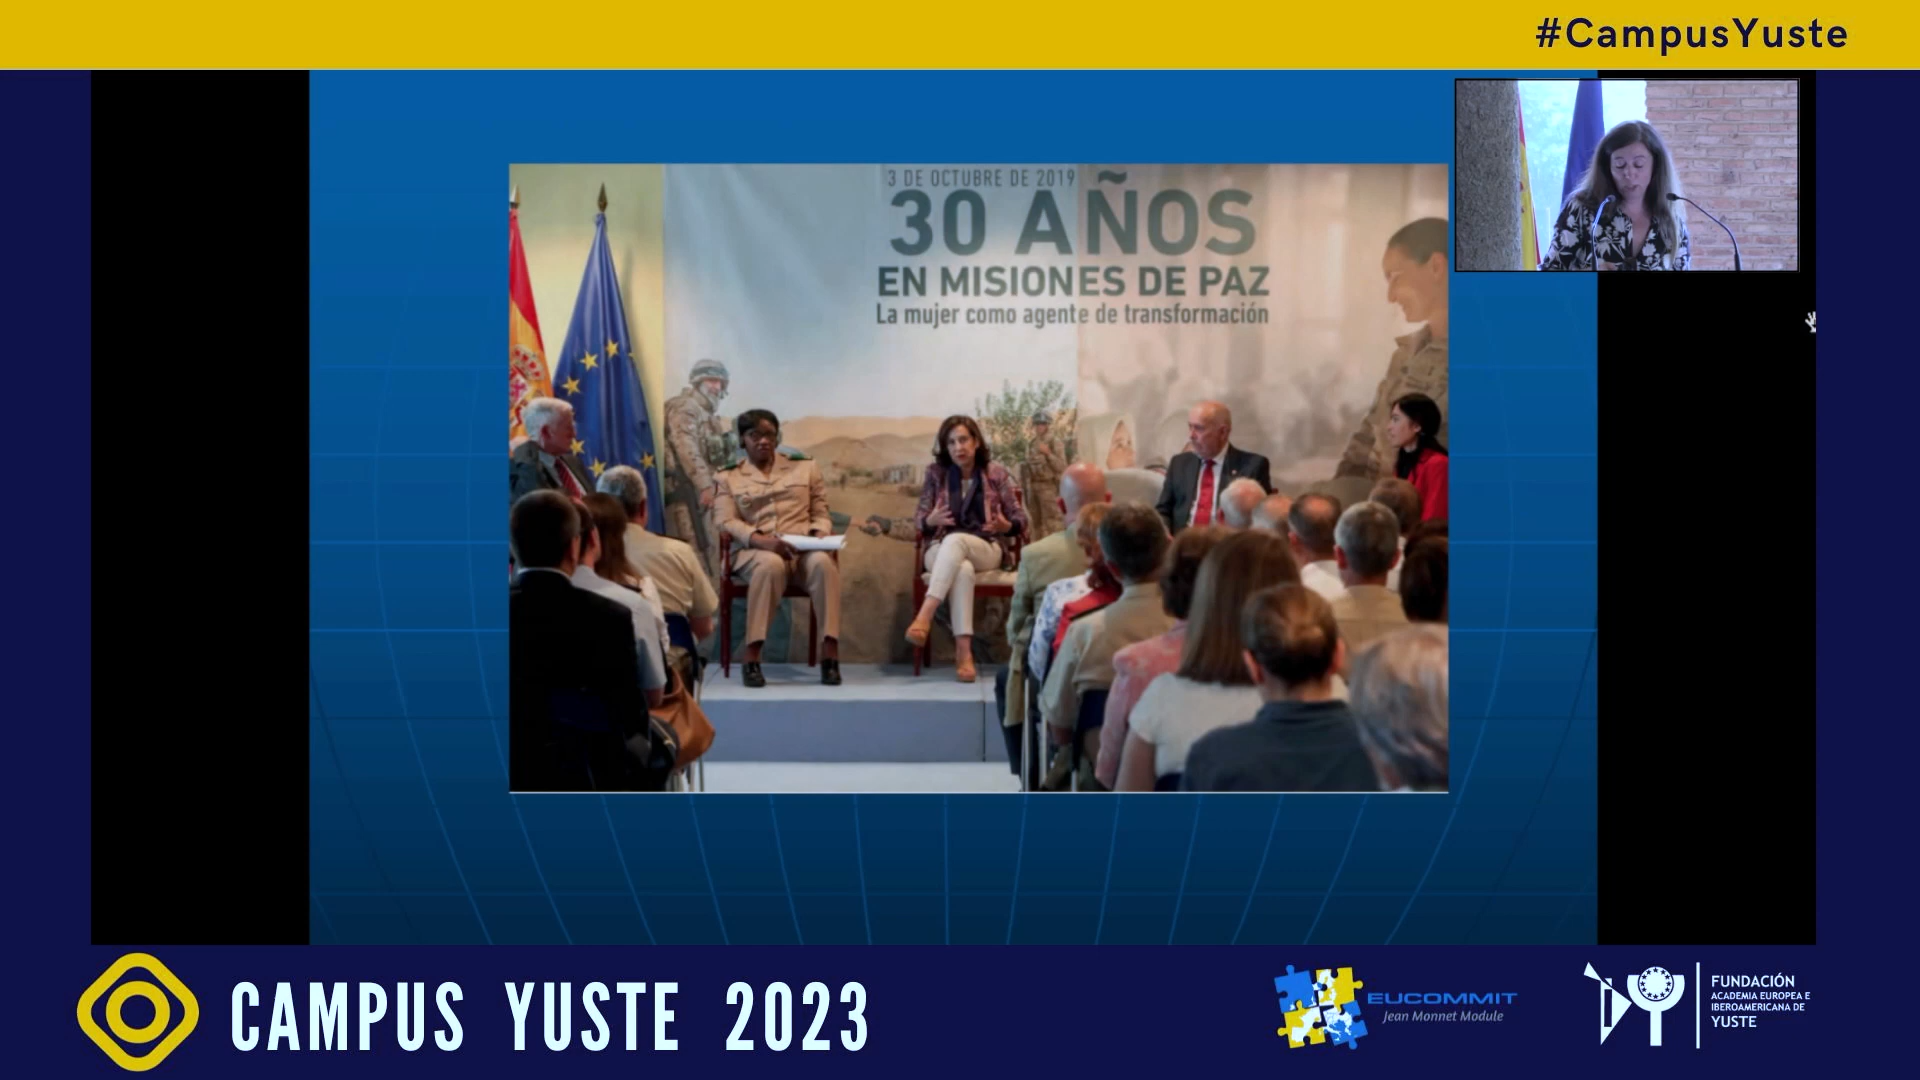 #CampusYuste
3 DE OCTUBRE DE 2019
30 AÑOS
EN MISIONES DE PAZ
La mujer como agente de transformación
CAMPUS YUSTE 2023
EUCOMMIT
Jean Monnet Module
FUNDACIÓN
ACADEMIA EUROPEA E
IBEROAMERICANA DE
YUSTE